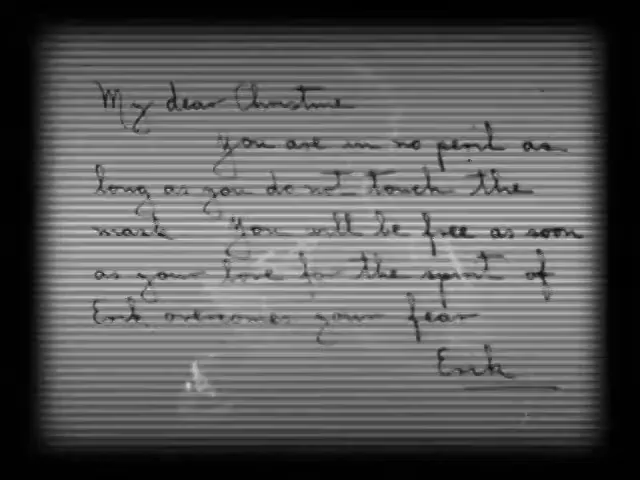 My dear Christine
you are in no peril as
long as you do not touch the
mask You will be free as soon
as your love for the spirit of
Erik overcomes your fear
Erik